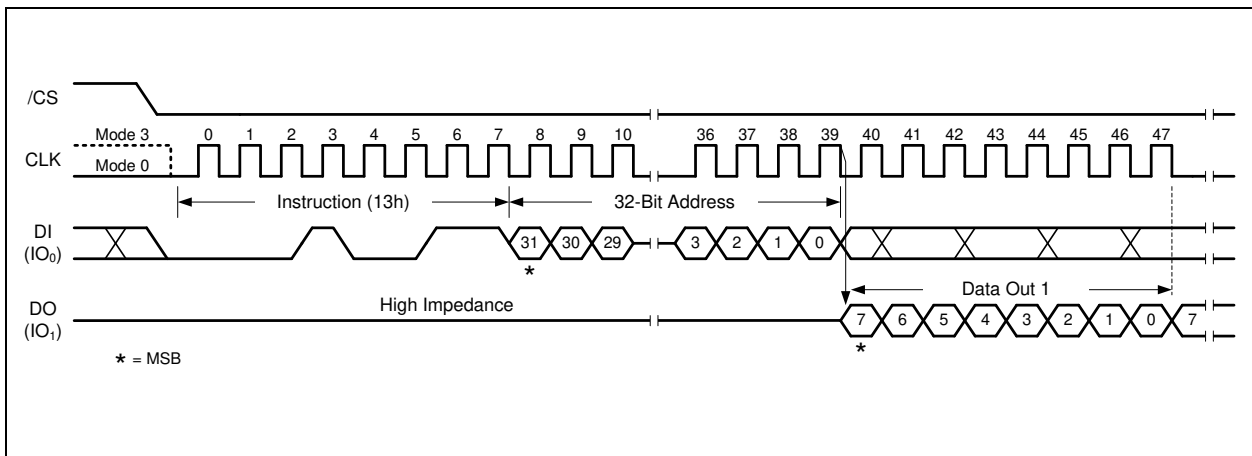 /CS
Mode 3
CLK
Mode 0
0 1 2 3 4 5 6 7 8 9 10 36 37 38 39 40 41 42 43 44 45 46 47
Instruction (13h)
32-Bit Address
DI
(IO₀)
31 30 29 3 2 1 0
*
Data Out 1
High Impedance
DO
(IO₁)
7 6 5 4 3 2 1 0 7
*
* = MSB